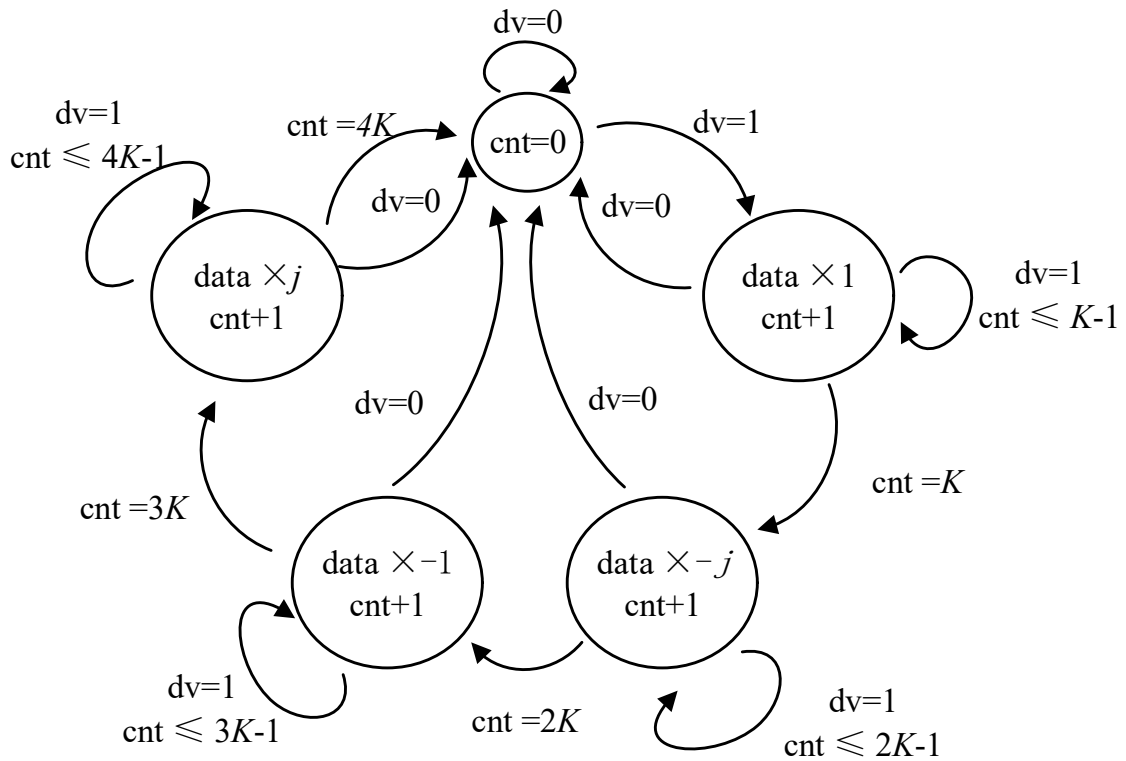 dv=0
dv=1
cnt ≤ 4K-1
cnt =4K
cnt=0
dv=1
dv=0
dv=0
data ×j
cnt+1
data ×1
cnt+1
dv=1
cnt ≤ K-1
dv=0
dv=0
cnt =3K
cnt =K
data ×-1
cnt+1
data ×-j
cnt+1
dv=1
cnt ≤ 3K-1
cnt =2K
dv=1
cnt ≤ 2K-1